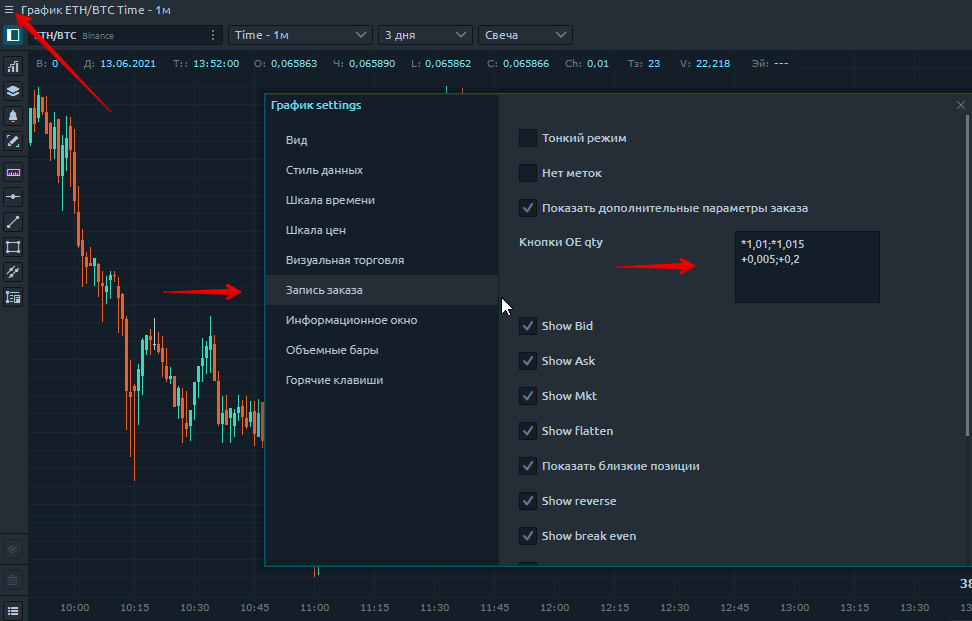 График ETH/BTC Time - 1м
ETH/BTC Binance
Time - 1м
3 дня
Свеча
В: 0 Д: 13.06.2021 Т:: 13:52:00 О: 0,065863 Ч: 0,065890 L: 0,065862 С: 0,065866 Ch: 0,01 Тз: 23 V: 22,218 Эй: ---
График settings
Вид
Стиль данных
Шкала времени
Шкала цен
Визуальная торговля
Запись заказа
Информационное окно
Объемные бары
Горячие клавиши
Тонкий режим
Нет меток
Показать дополнительные параметры заказа
Кнопки OE qty
*1,01;*1,015
+0,005;+0,2
Show Bid
Show Ask
Show Mkt
Show flatten
Показать близкие позиции
Show reverse
Show break even
10:00 10:15 10:30 10:45 11:00 11:15 11:30 11:45 12:00 12:15 12:30 12:45 13:00 13:15 13:30